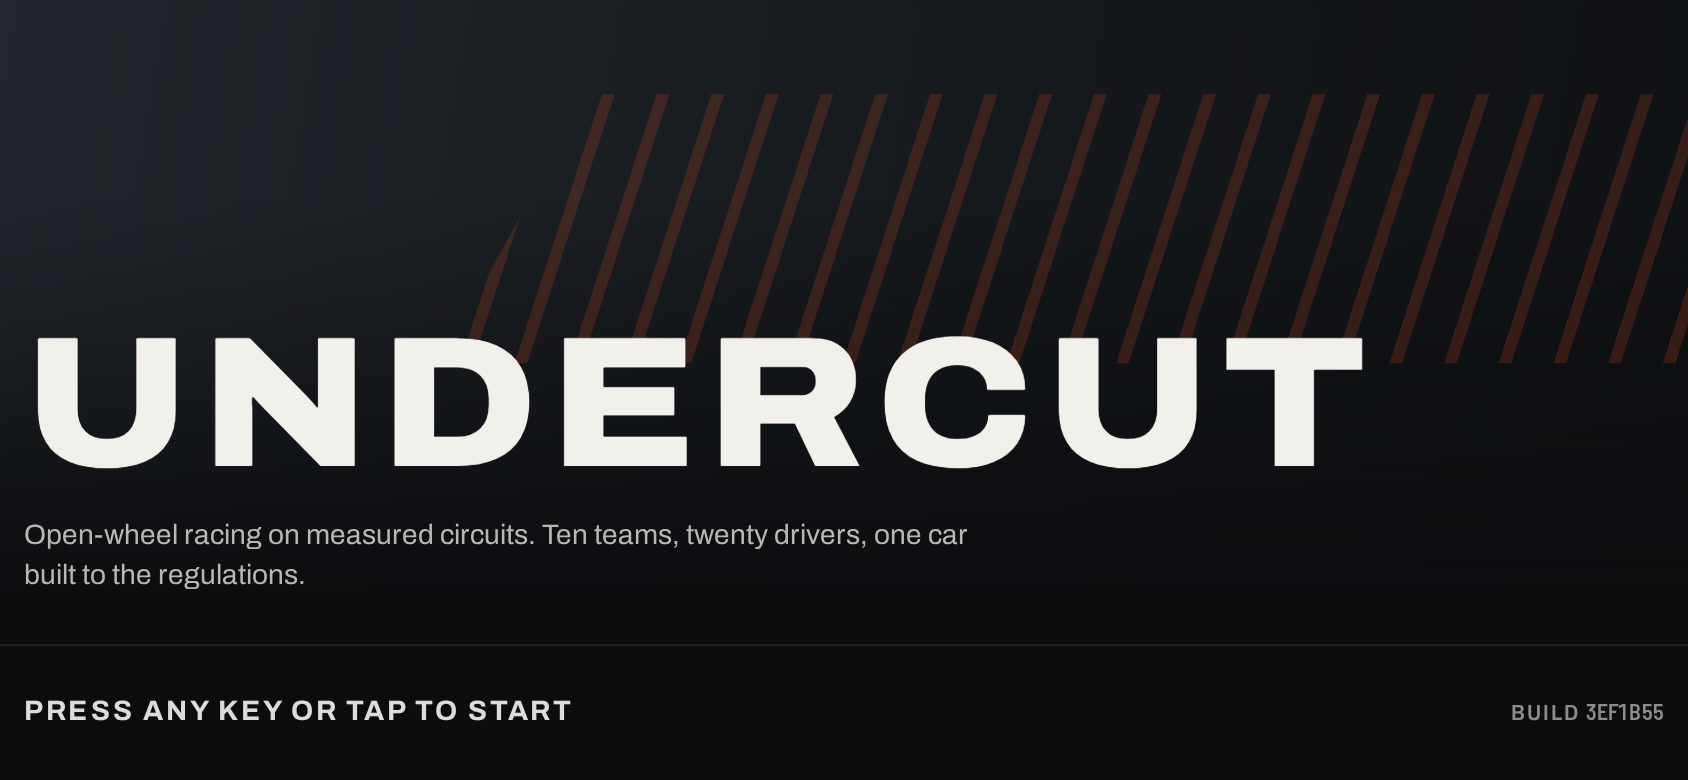 UNDERCUT
Open-wheel racing on measured circuits. Ten teams, twenty drivers, one car
built to the regulations.
PRESS ANY KEY OR TAP TO START
BUILD 3EF1B55